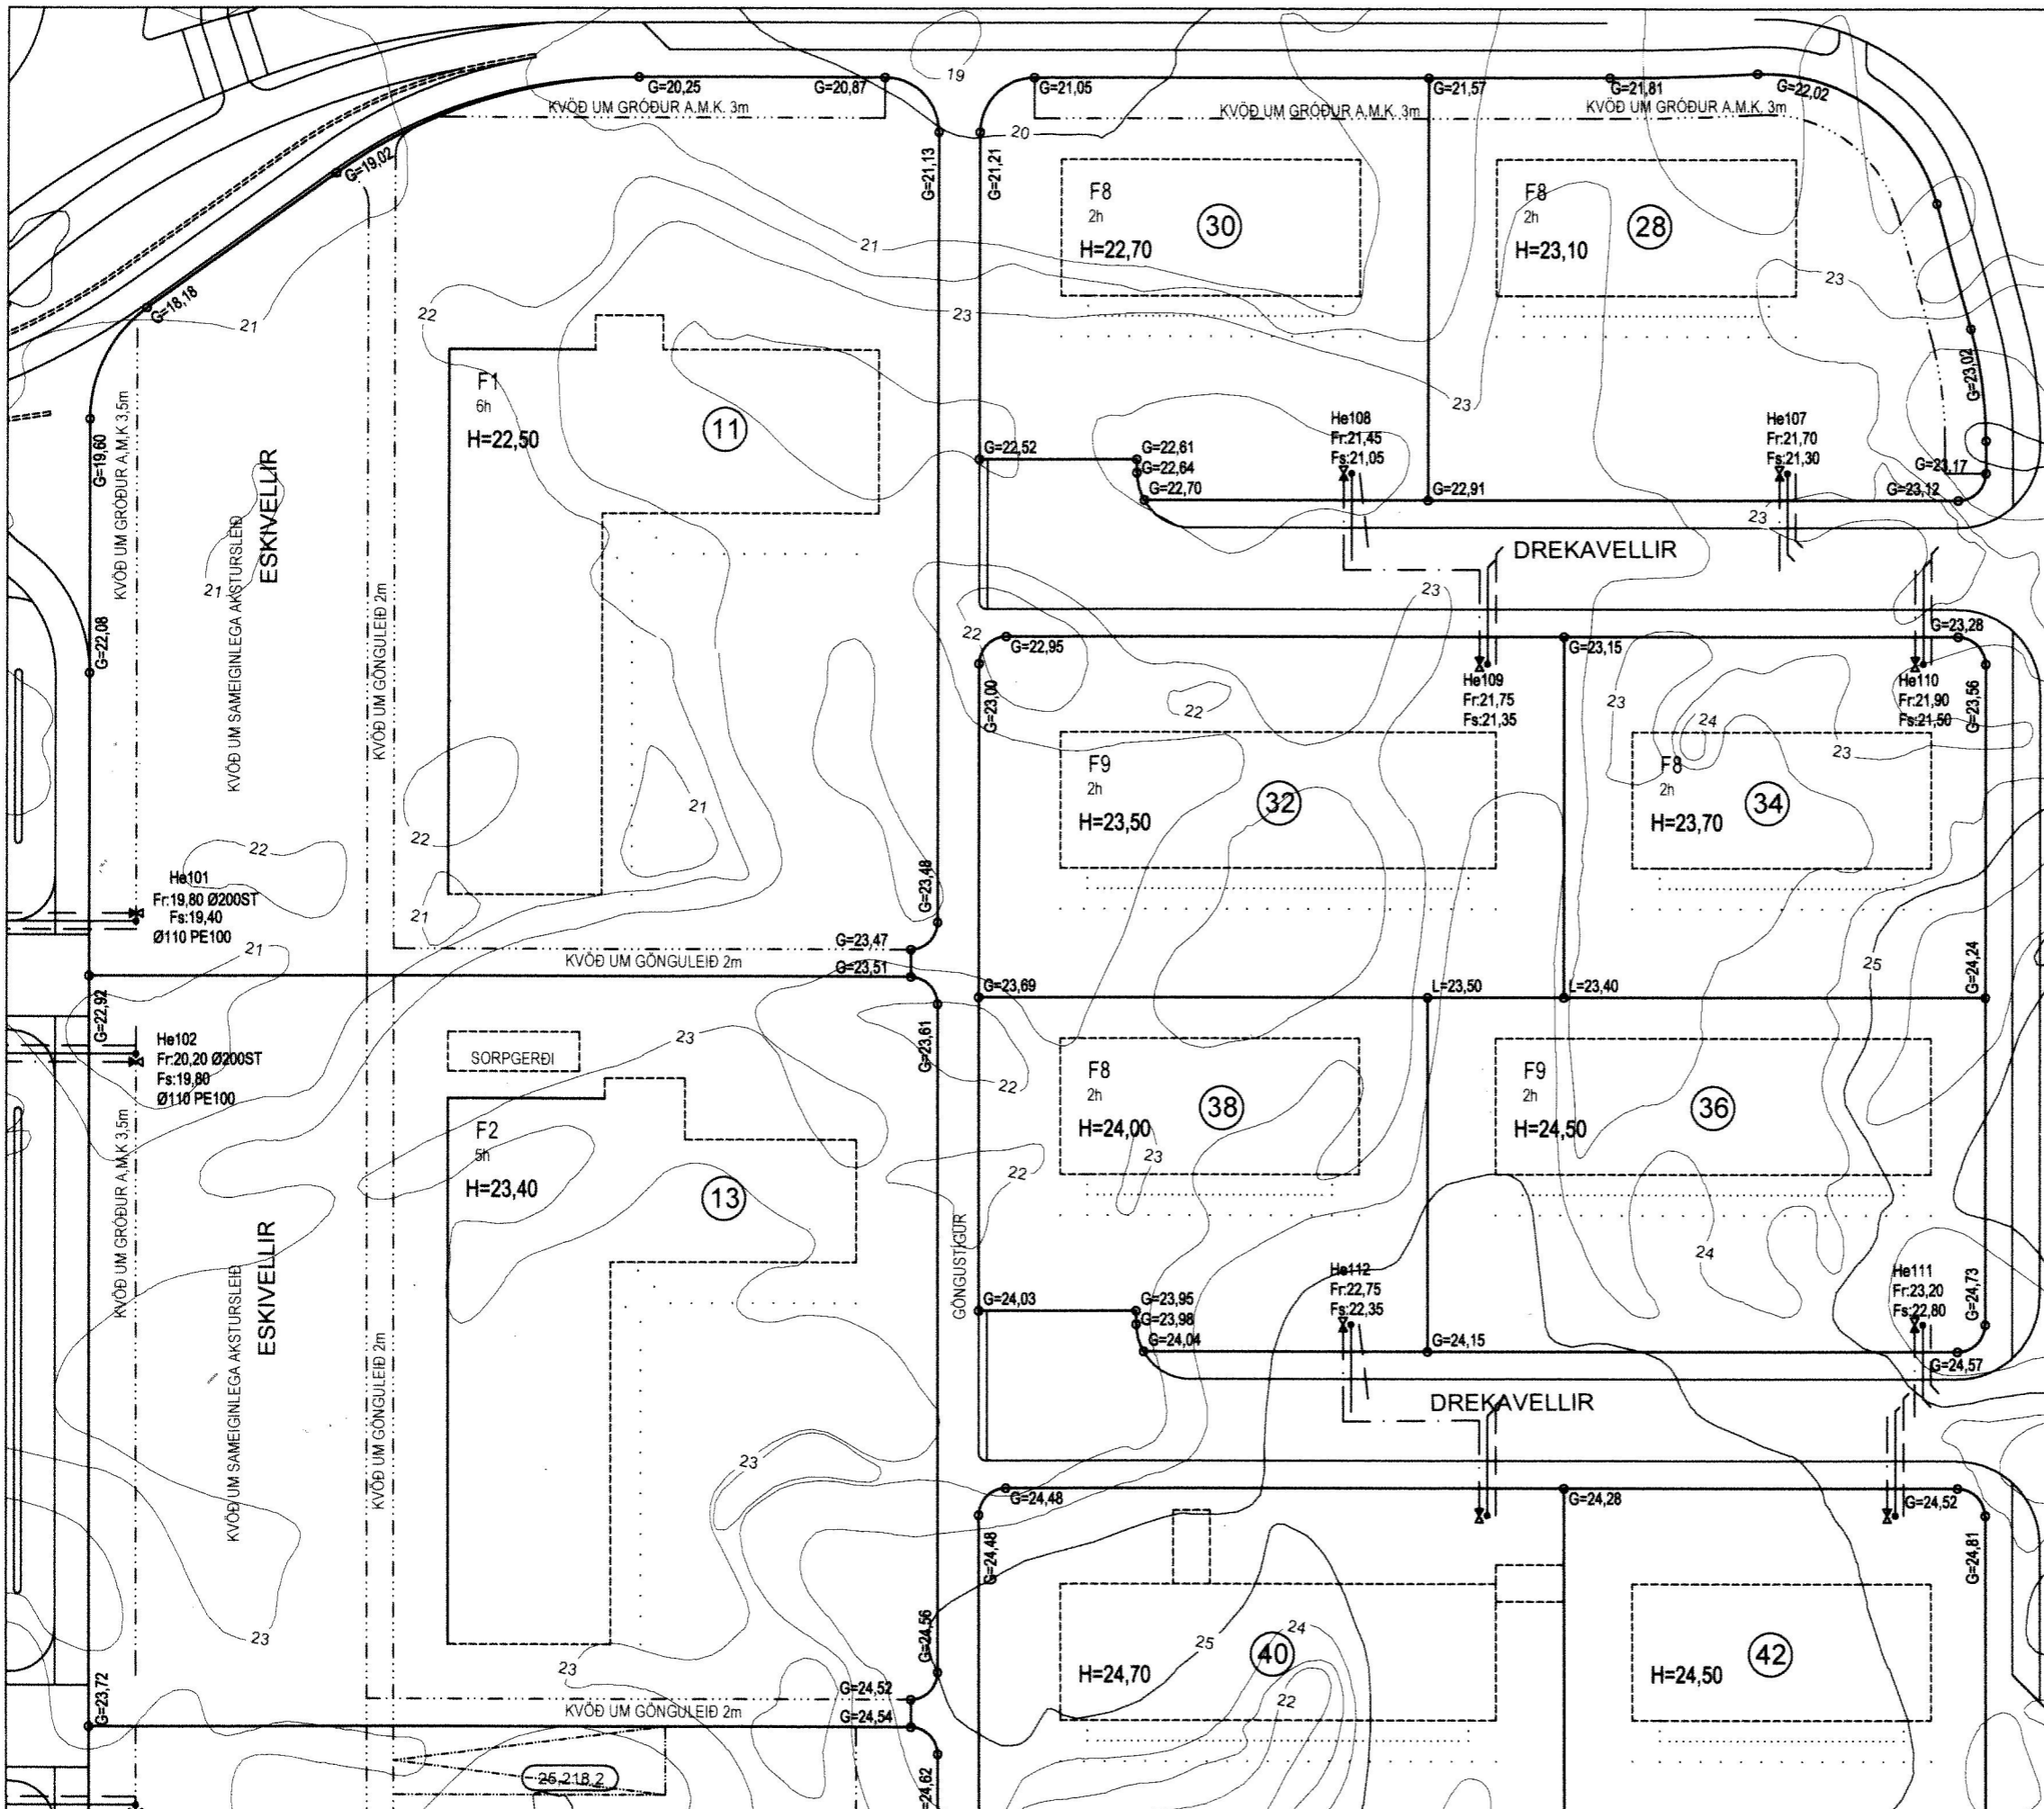 19
G=20,25
G=20,87
G=21,05
G=21,57
G=21,81
G=22,02
KVÖÐ UM GRÓÐUR A.M.K. 3m
KVÖÐ UM GRÓÐUR A.M.K. 3m
KVÖÐ UM GRÓÐUR A.M.K. 3m
20
G=19,02
G=21,13
G=21,21
F8
2h
H=22,70
30
F8
2h
H=23,10
28
21
23
G=18,18
21
22
23
G=23,02
F1
6h
H=22,50
11
23
He108
Fr:21,45
Fs:21,05
He107
Fr:21,70
Fs:21,30
G=19,60
KVÖÐ UM GRÓÐUR A.M.K 3,5m
ESKIVELLIR
KVÖÐ UM SAMEIGINLEGA AKSTURSLEIÐ
KVÖÐ UM GÖNGULEIÐ 2m
G=22,52
G=22,61
G=22,64
G=22,70
G=22,91
G=23,17
G=23,12
23
DREKAVELLIR
21
23
22
G=22,08
G=22,95
G=23,15
G=23,28
G=23,00
He109
Fr:21,75
Fs:21,35
He110
Fr:21,90
Fs:21,50
G=23,56
22
23
24
23
F9
2h
H=23,50
32
F8
2h
H=23,70
34
21
22
22
He101
Fr:19,80 Ø200ST
Fs:19,40
Ø110 PE100
21
G=23,48
21
G=23,47
G=23,51
KVÖÐ UM GÖNGULEIÐ 2m
25
G=24,24
G=22,92
G=23,69
L=23,50
L=23,40
He102
Fr:20,20 Ø200ST
Fs:19,80
Ø110 PE100
SORPGERÐI
23
G=23,61
22
F8
2h
H=24,00
38
F9
2h
H=24,50
36
23
F2
5h
H=23,40
13
22
KVÖÐ UM GRÓÐUR A.M.K 3,5m
ESKIVELLIR
KVÖÐ UM SAMEIGINLEGA AKSTURSLEIÐ
KVÖÐ UM GÖNGULEIÐ 2m
GÖNGUSTÍGUR
24
He112
Fr:22,75
Fs:22,35
He111
Fr:23,20
Fs:22,80
G=24,73
G=24,03
G=23,95
G=23,98
G=24,04
G=24,15
G=24,57
DREKAVELLIR
23
G=24,48
G=24,28
G=24,52
G=24,48
G=24,81
23
23
G=24,56
25
24
40
H=24,70
22
42
H=24,50
G=23,72
G=24,52
KVÖÐ UM GÖNGULEIÐ 2m
G=24,54
G=24,62